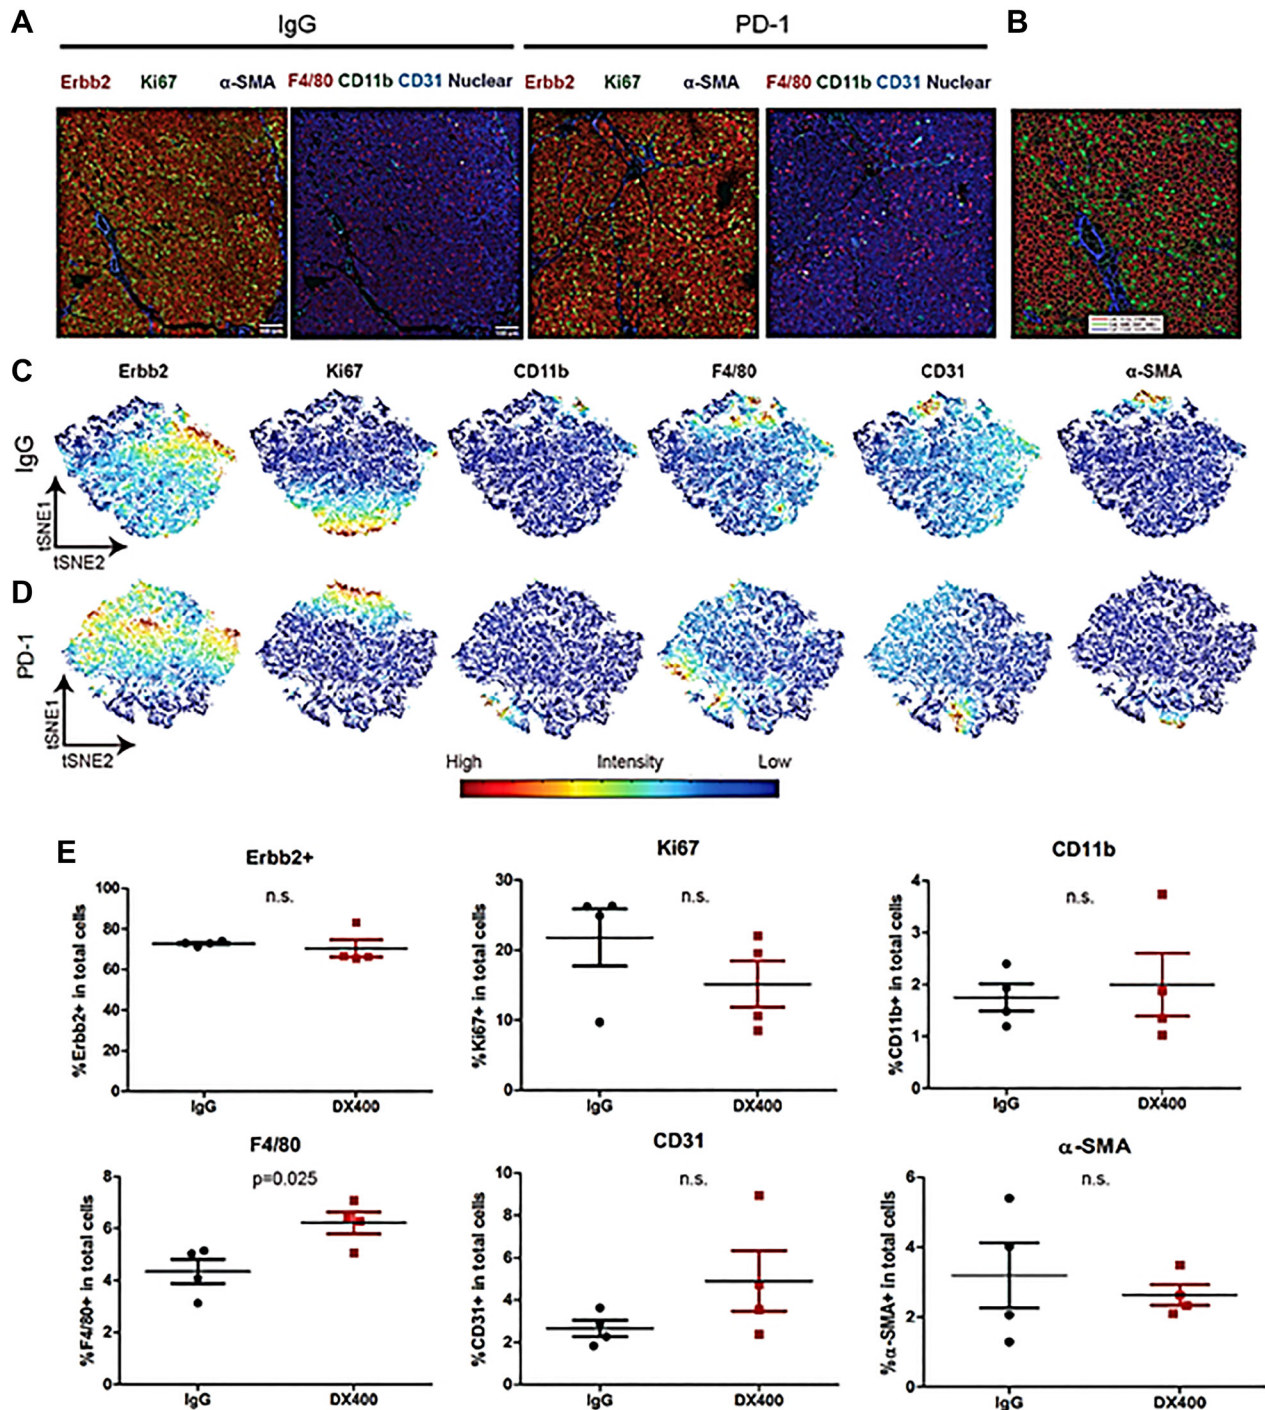 A
IgG
PD-1
B
Erbb2 Ki67 α-SMA F4/80 CD11b CD31 Nuclear Erbb2 Ki67 α-SMA F4/80 CD11b CD31 Nuclear
C
Erbb2 Ki67 CD11b F4/80 CD31 α-SMA
IgG
tSNE1
tSNE2
D
PD-1
tSNE1
tSNE2
High Intensity Low
E
Erbb2+
n.s.
%Erbb2+ in total cells
100
80
60
40
20
0
IgG DX400
Ki67
n.s.
%Ki67+ in total cells
30
20
10
0
IgG DX400
CD11b
n.s.
%CD11b+ in total cells
4
3
2
1
0
IgG DX400
F4/80
p=0.025
%F4/80+ in total cells
8
6
4
2
0
IgG DX400
CD31
n.s.
%CD31+ in total cells
10
8
6
4
2
0
IgG DX400
α-SMA
n.s.
%α-SMA+ in total cells
6
4
2
0
IgG DX400